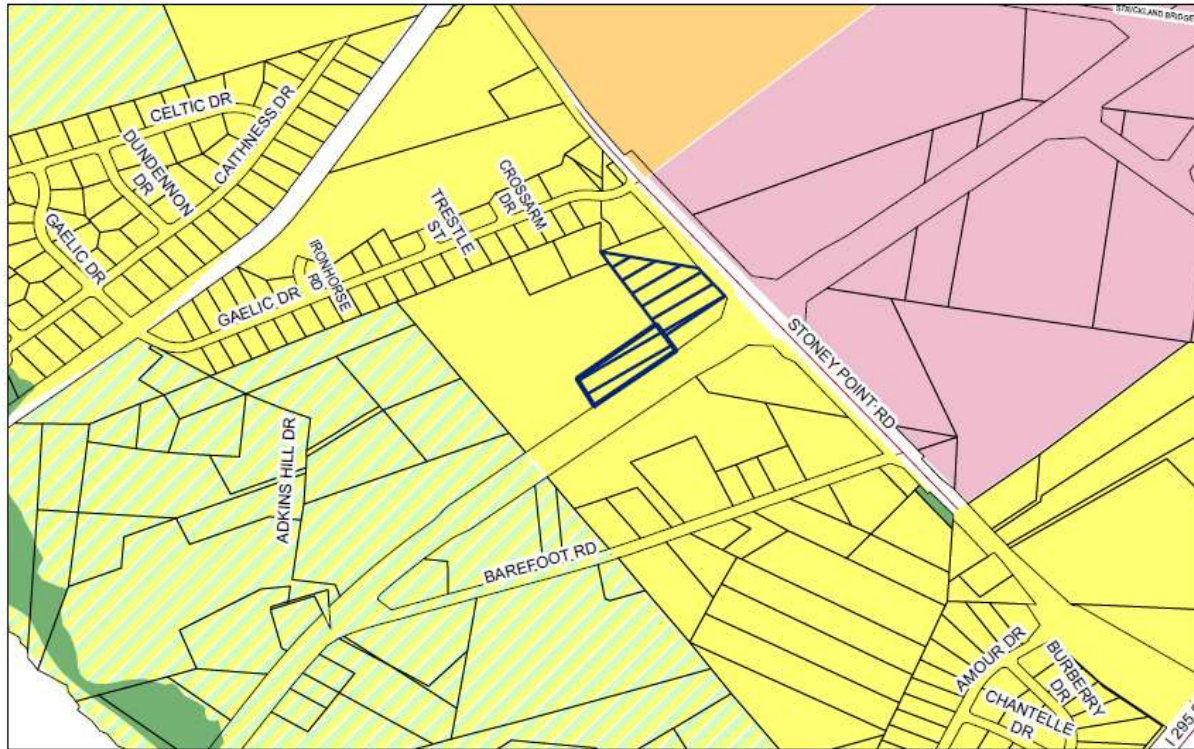 STRICKLAND BRIDGE
CELTIC DR
CAITHNESS DR
DUNDENNON
DR
CROSSARM
DR
TRESTLE
ST
GAELIC DR
IRONHORSE
RD
GAELIC DR
STONEY POINT RD
ADKINS HILL DR
BAREFOOT RD
AMOUR DR
BURBERRY
DR
CHANTELLE
DR
I 295